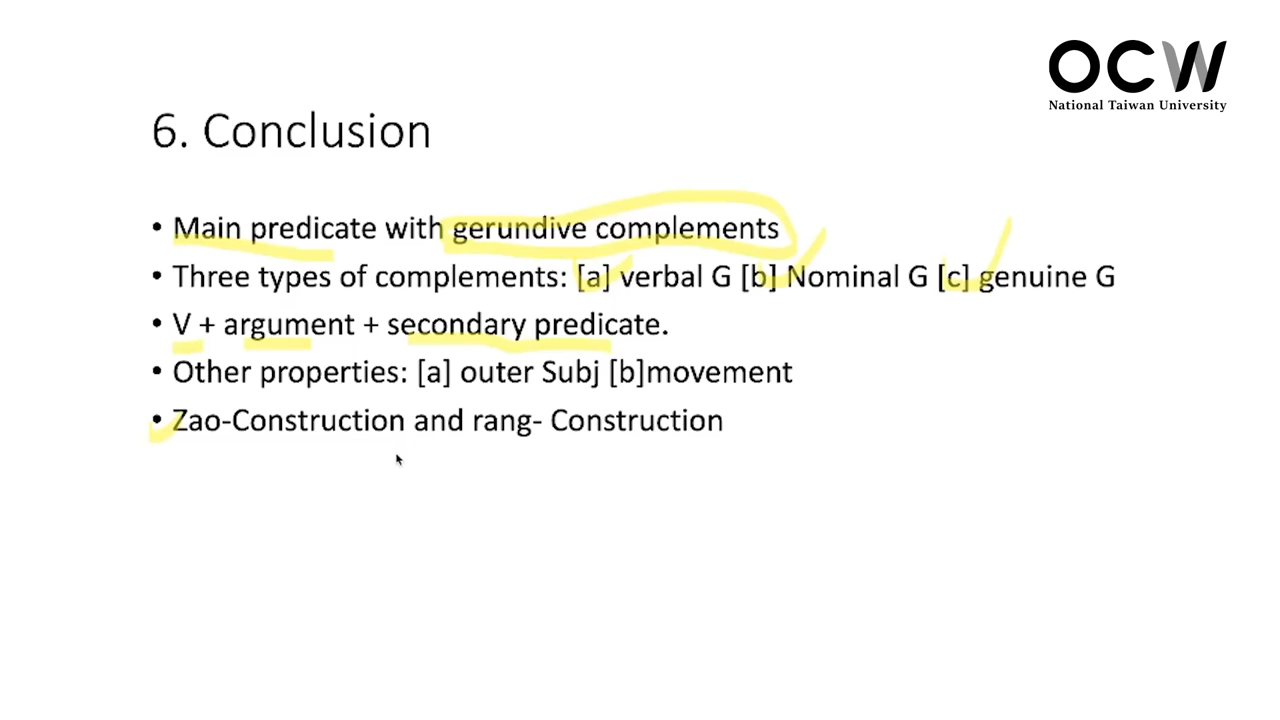 OCW
National Taiwan University
6. Conclusion
• Main predicate with gerundive complements
• Three types of complements: [a] verbal G [b] Nominal G [c] genuine G
• V + argument + secondary predicate.
• Other properties: [a] outer Subj [b]movement
• Zao-Construction and rang- Construction